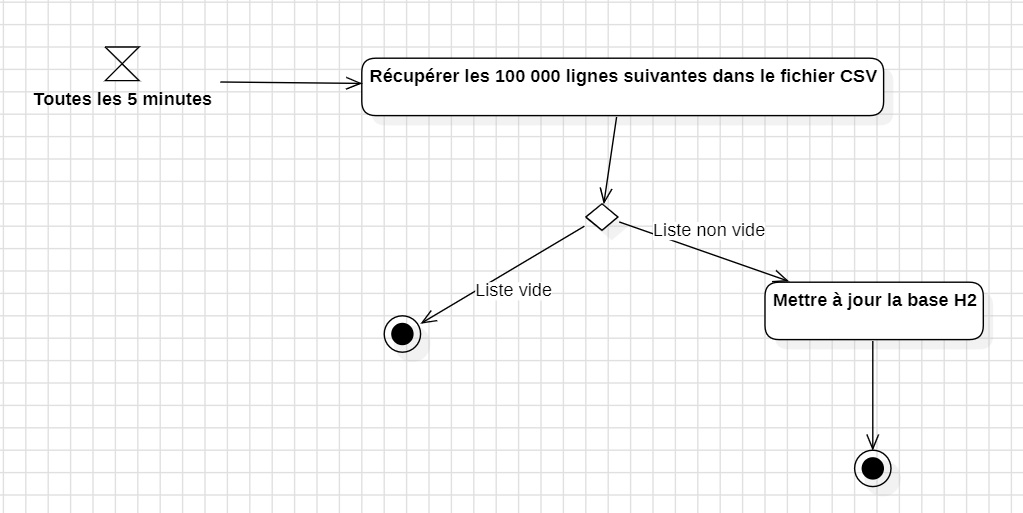 Récupérer les 100 000 lignes suivantes dans le fichier CSV
Toutes les 5 minutes
Liste non vide
Liste vide
Mettre à jour la base H2